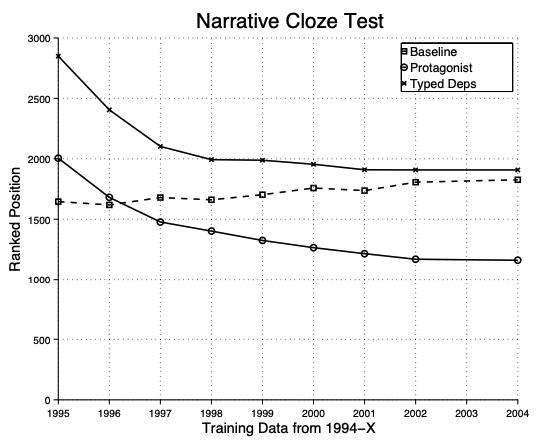 Narrative Cloze Test
Baseline
Protagonist
Typed Deps
3000
2500
2000
1500
1000
500
0
Ranked Position
1995 1996 1997 1998 1999 2000 2001 2002 2003 2004
Training Data from 1994–X